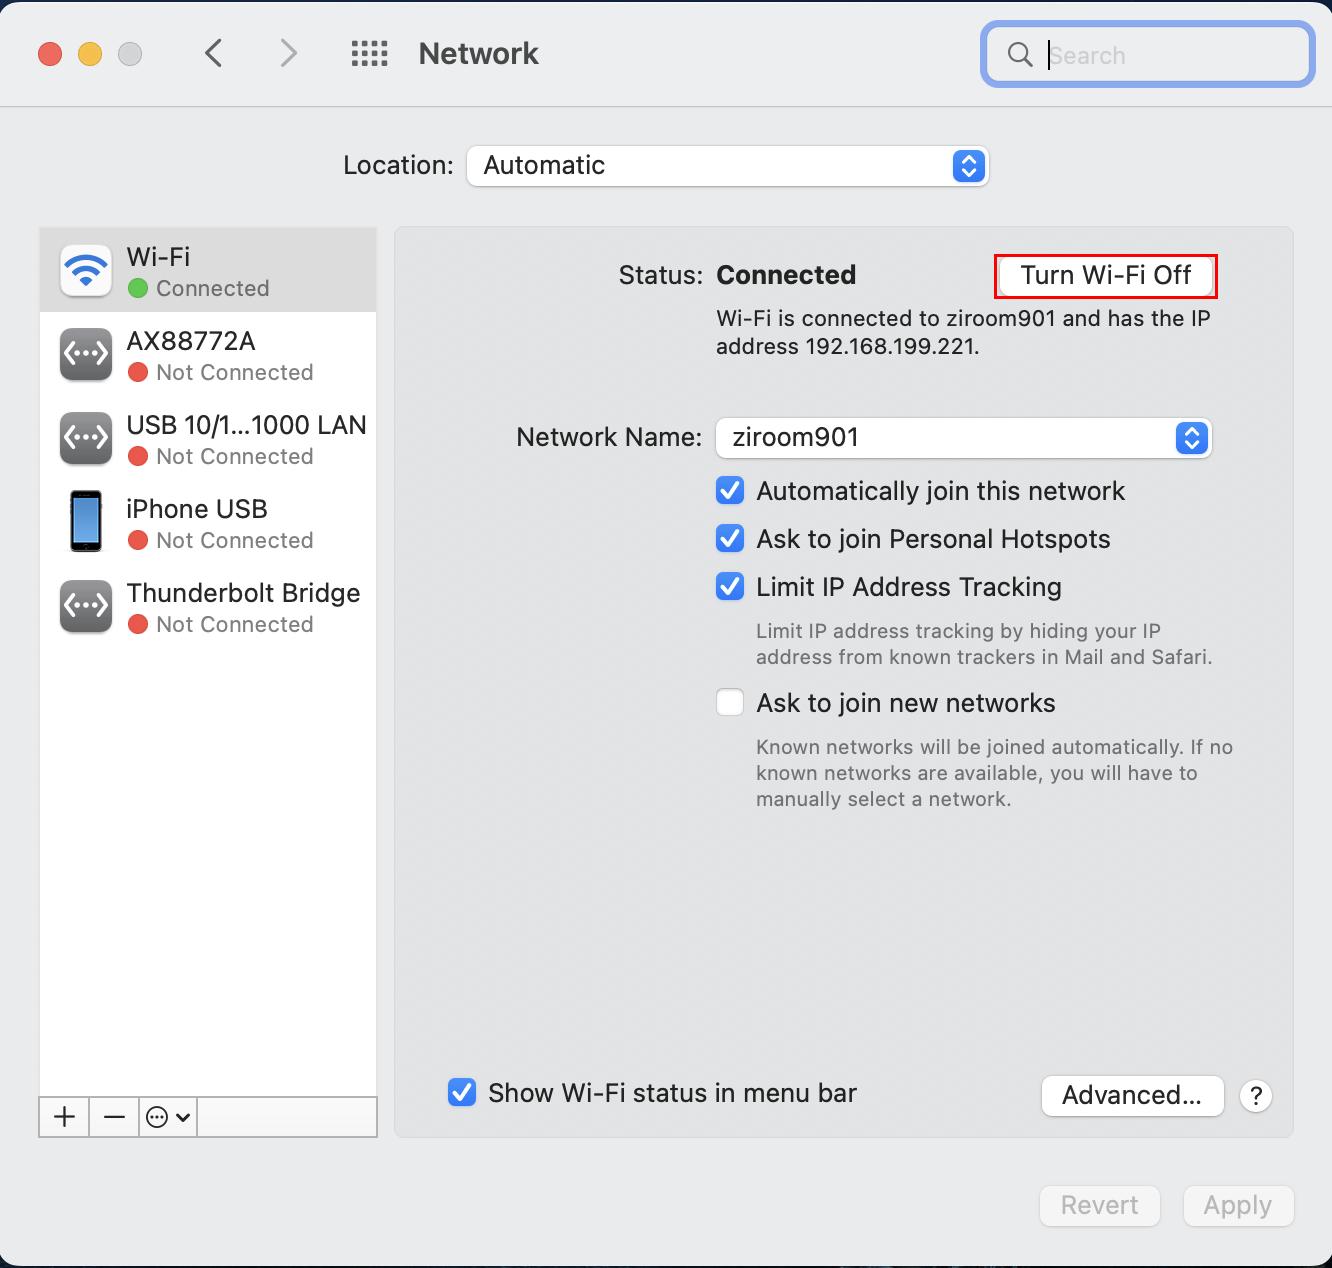 Network
Search
Location: Automatic
Wi-Fi
Connected
AX88772A
Not Connected
USB 10/1...1000 LAN
Not Connected
iPhone USB
Not Connected
Thunderbolt Bridge
Not Connected
Status: Connected
Turn Wi-Fi Off
Wi-Fi is connected to ziroom901 and has the IP
address 192.168.199.221.
Network Name: ziroom901
Automatically join this network
Ask to join Personal Hotspots
Limit IP Address Tracking
Limit IP address tracking by hiding your IP
address from known trackers in Mail and Safari.
Ask to join new networks
Known networks will be joined automatically. If no
known networks are available, you will have to
manually select a network.
Show Wi-Fi status in menu bar
Advanced...
?
Revert
Apply